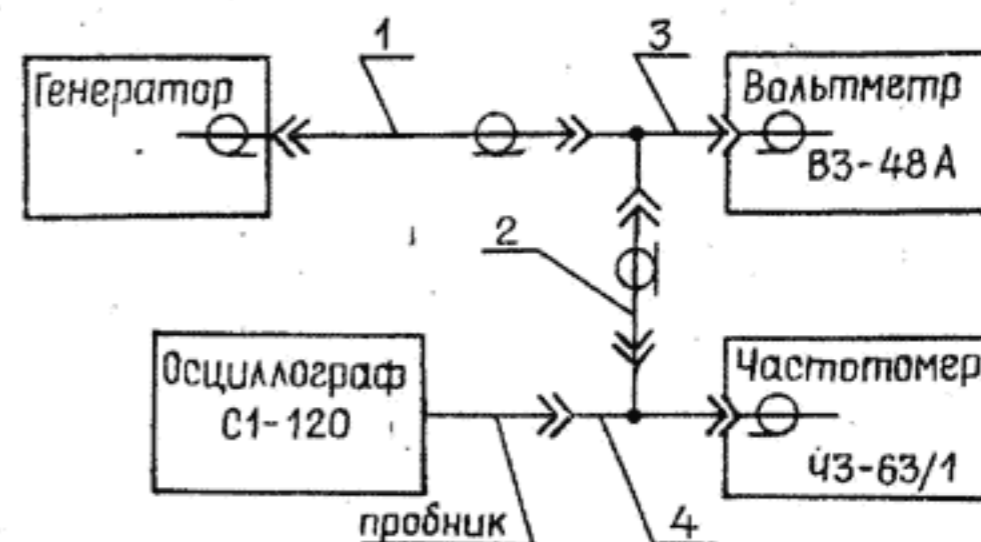 1
3
Генератор
Вольтметр
В3-48А
2
Осциллограф
С1-120
Частотомер
Ч3-63/1
пробник
4